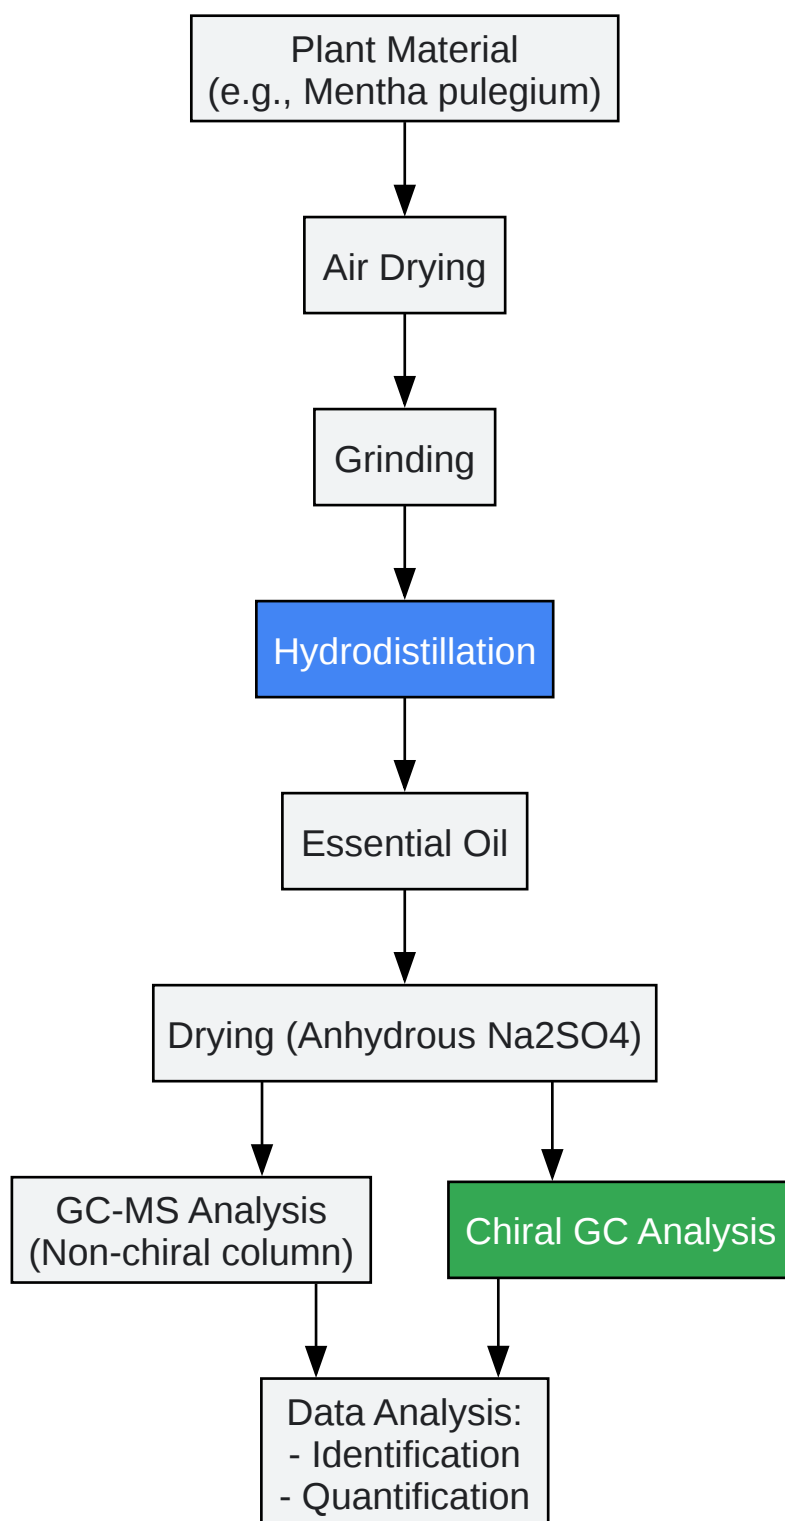 Plant Material
(e.g., Mentha pulegium)
Air Drying
Grinding
Hydrodistillation
Essential Oil
Drying (Anhydrous Na2SO4)
GC-MS Analysis
(Non-chiral column)
Chiral GC Analysis
Data Analysis:
- Identification
- Quantification